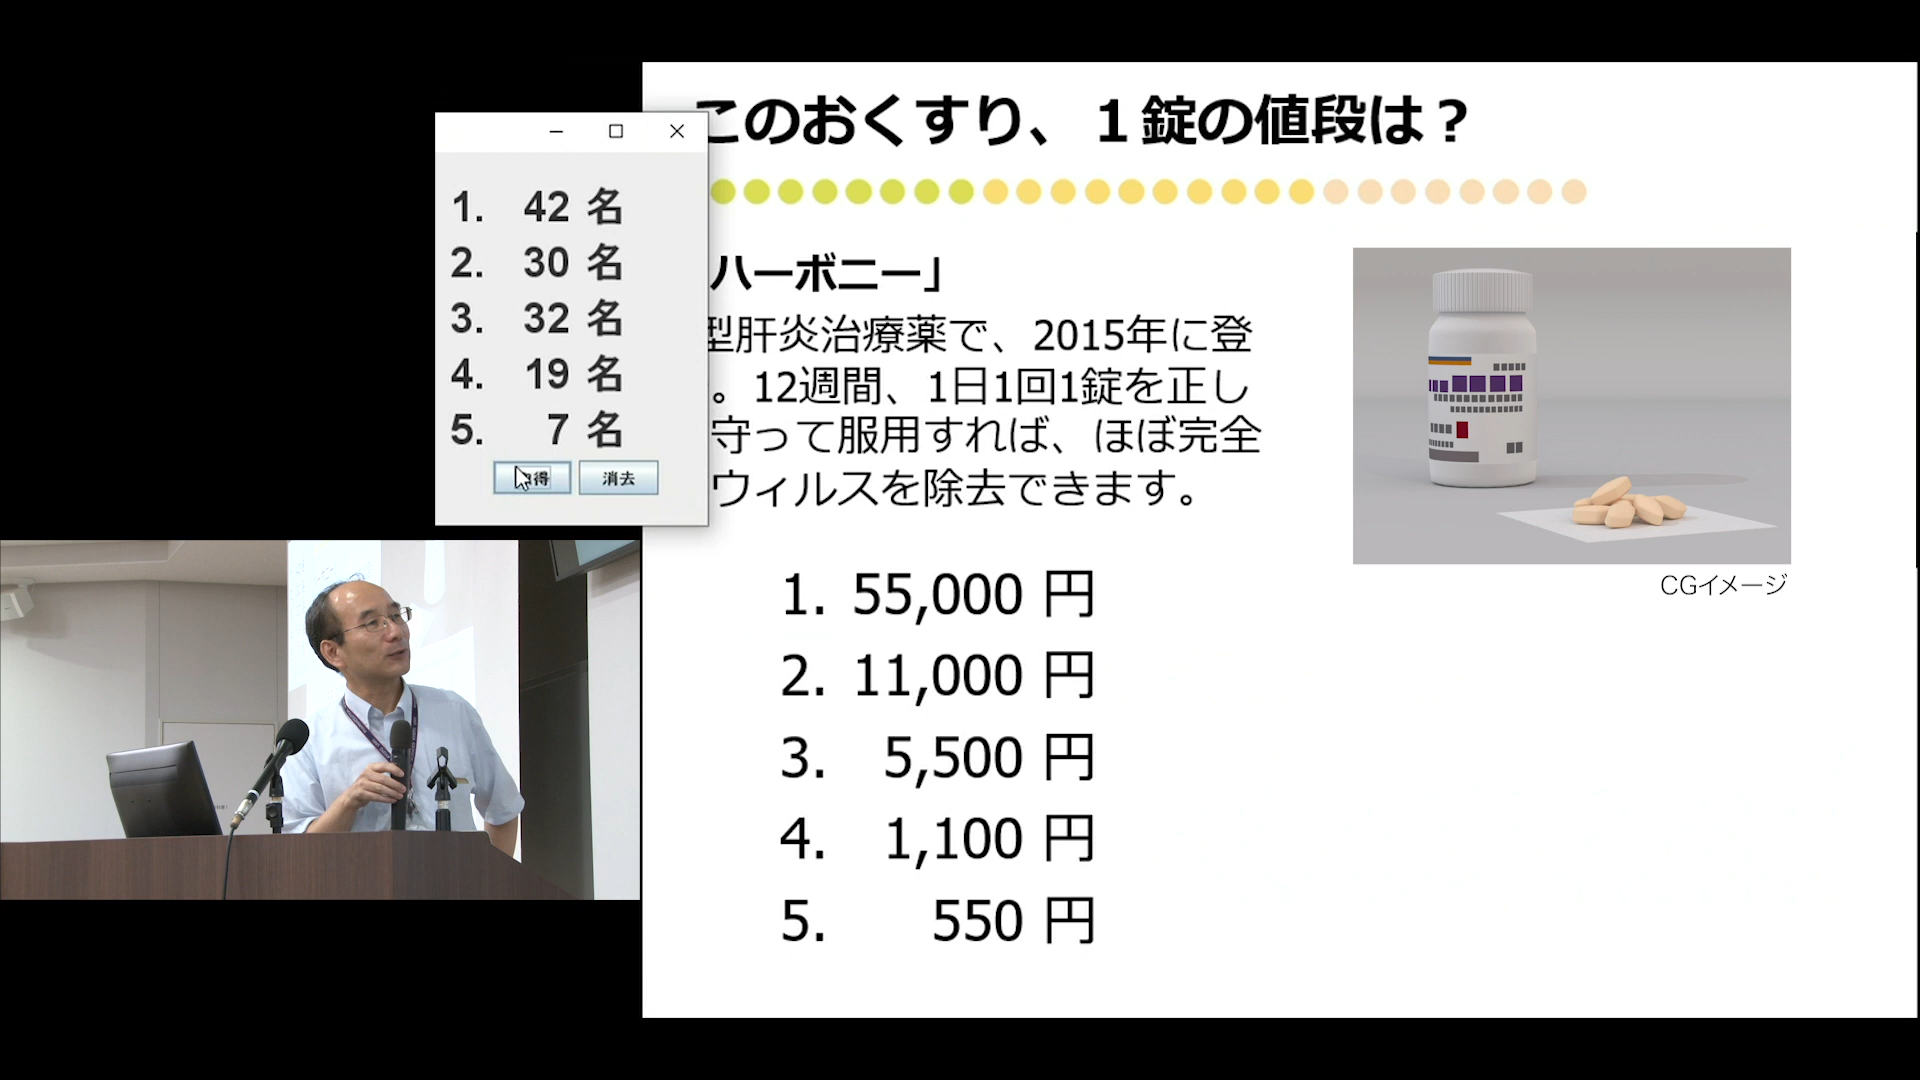 このおくすり、１錠の値段は？
1. 42 名
2. 30 名
3. 32 名
4. 19 名
5. 7 名
得 消去
ハーボニー」
型肝炎治療薬で、2015年に登
。12週間、1日1回1錠を正し
守って服用すれば、ほぼ完全
ウィルスを除去できます。
CGイメージ
1. 55,000 円
2. 11,000 円
3. 5,500 円
4. 1,100 円
5. 550 円